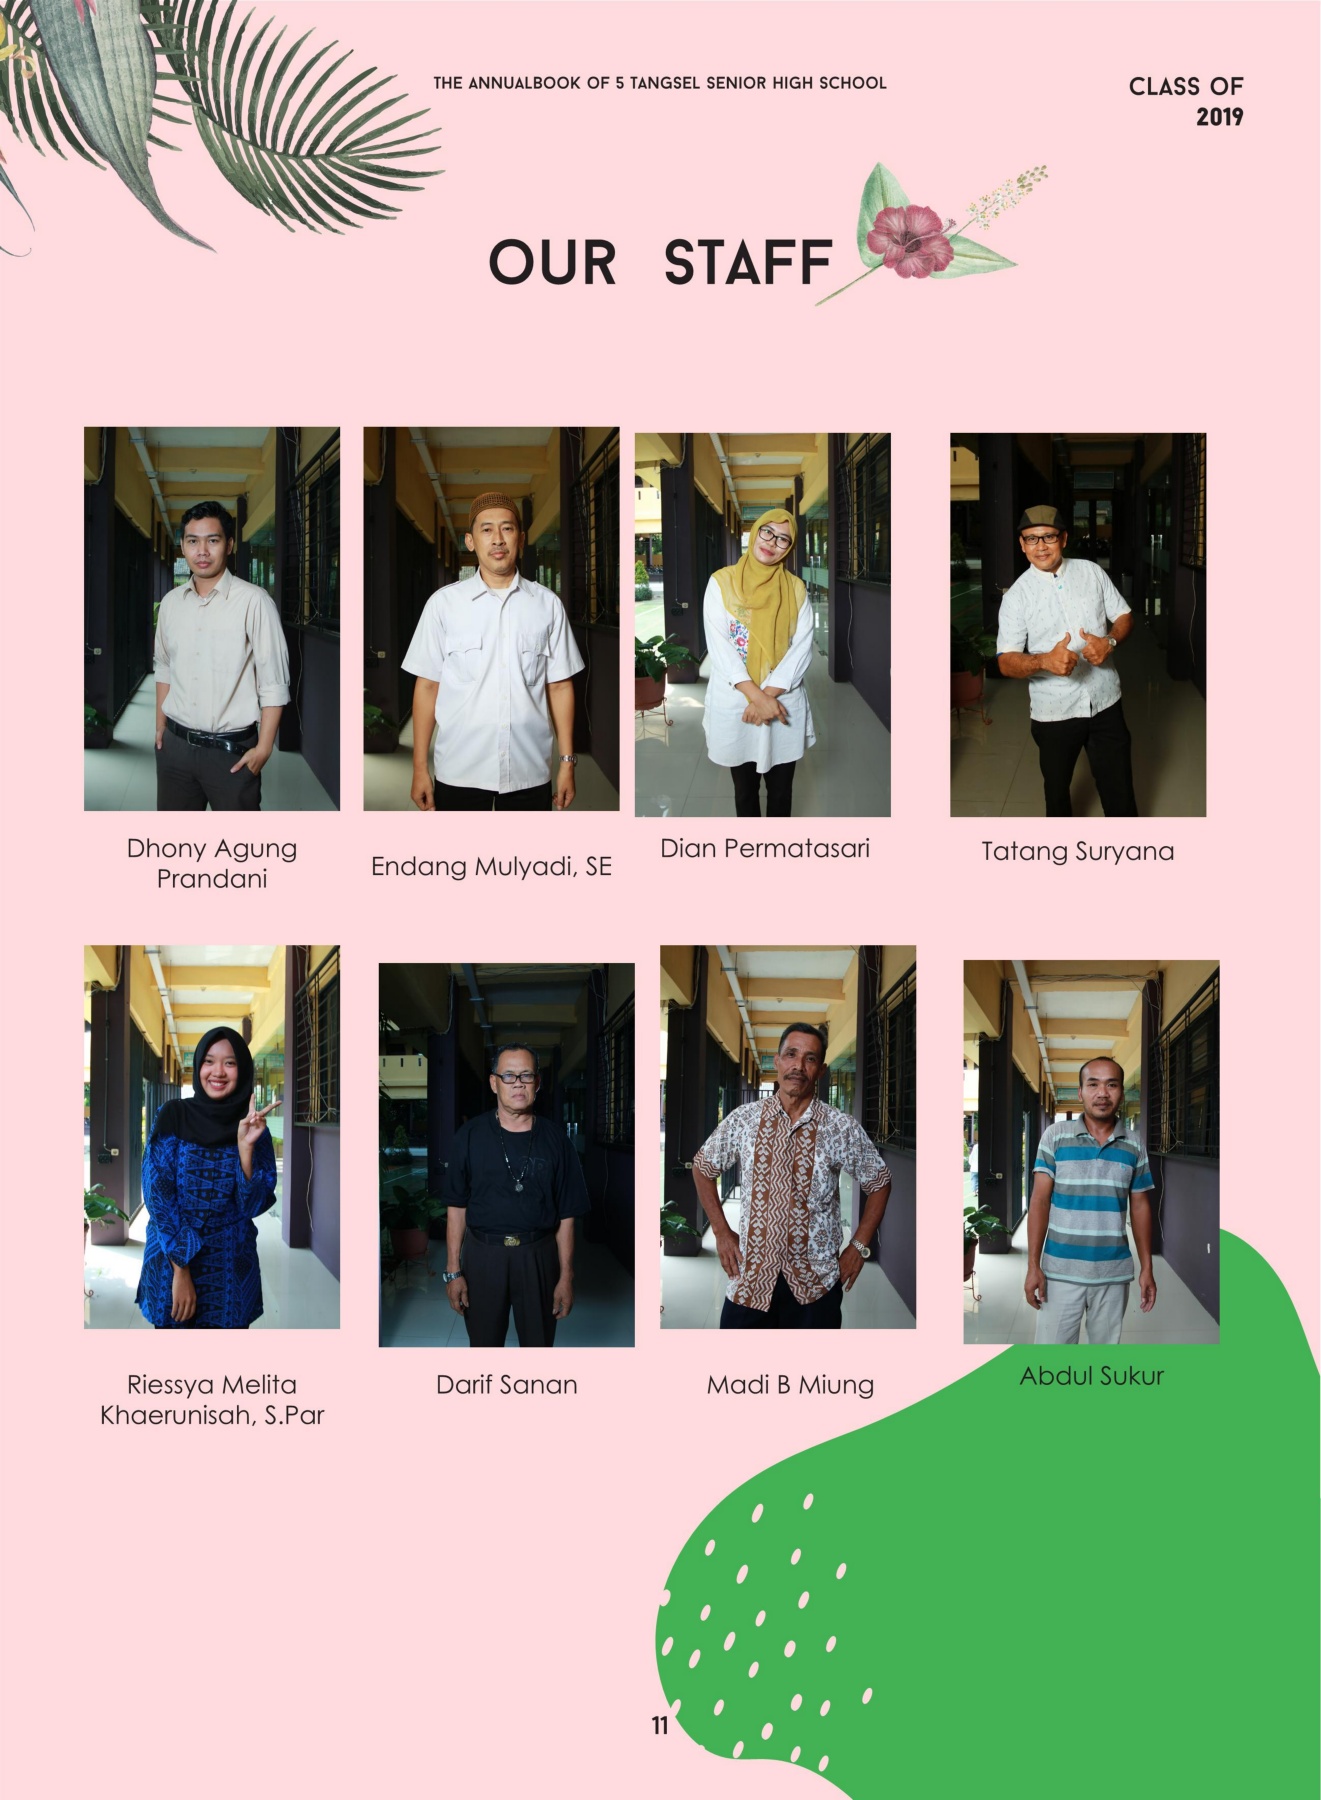 THE ANNUALBOOK OF 5 TANGSEL SENIOR HIGH SCHOOL
CLASS OF
2019
OUR STAFF
Dhony Agung
Prandani
Endang Mulyadi, SE
Dian Permatasari
Tatang Suryana
Riessya Melita
Khaerunisah, S.Par
Darif Sanan
Madi B Miung
Abdul Sukur
11